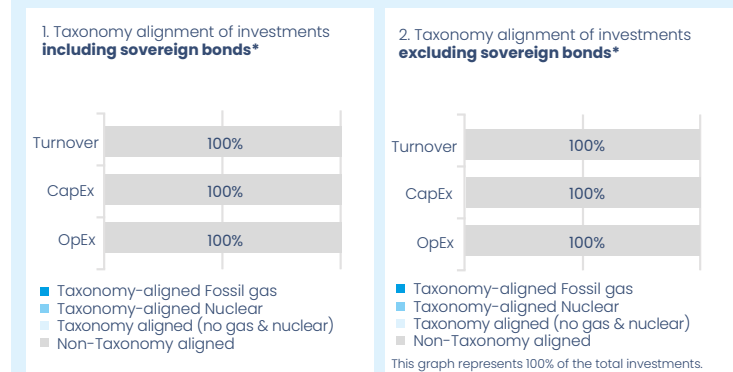 1. Taxonomy alignment of investments
including sovereign bonds*
Turnover 100%
CapEx 100%
OpEx 100%
Taxonomy-aligned Fossil gas
Taxonomy-aligned Nuclear
Taxonomy aligned (no gas & nuclear)
Non-Taxonomy aligned
2. Taxonomy alignment of investments
excluding sovereign bonds*
Turnover 100%
CapEx 100%
OpEx 100%
Taxonomy-aligned Fossil gas
Taxonomy-aligned Nuclear
Taxonomy aligned (no gas & nuclear)
Non-Taxonomy aligned
This graph represents 100% of the total investments.